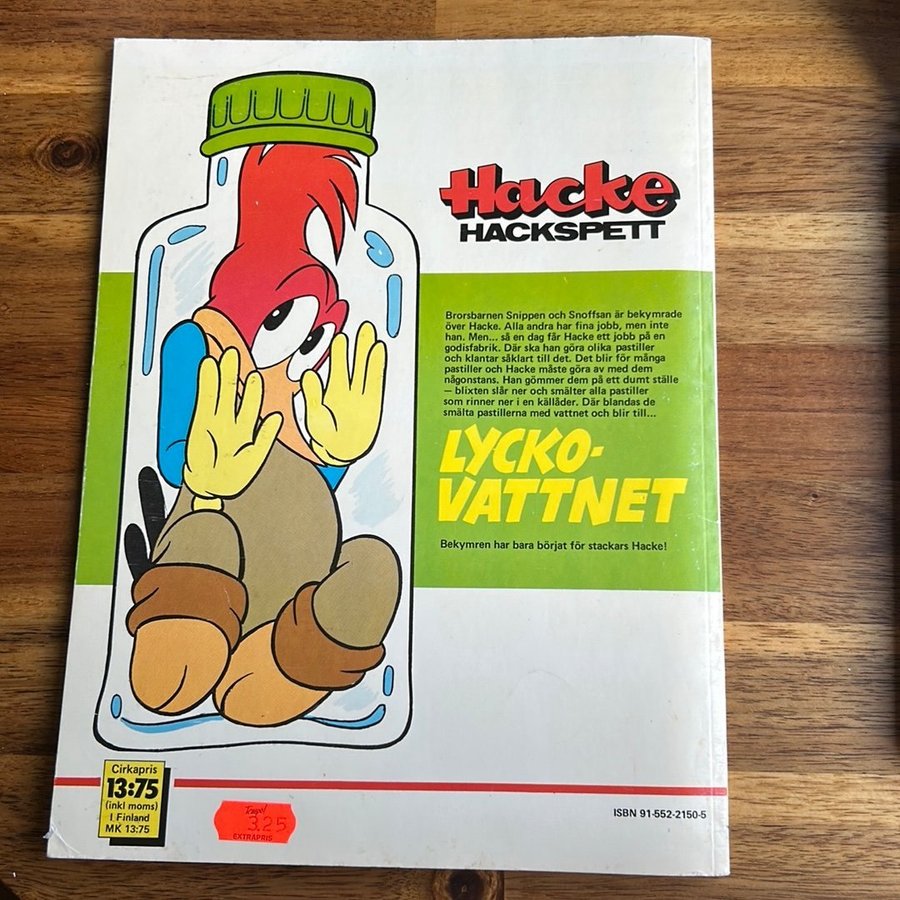 Hacke
HACKSPETT
Brorsbarnen Snippen och Snoffsan är bekymrade
över Hacke. Alla andra har fina jobb, men inte
han. Men... så en dag får Hacke ett jobb på en
godisfabrik. Där ska han göra olika pastiller
och klantar såklart till det. Det blir för många
pastiller och Hacke måste göra av med dem
någonstans. Han gömmer dem på ett dumt ställe
— blixten slår ner och smälter alla pastiller
som rinner ner i en källåder. Där blandas de
smälta pastillerna med vattnet och blir till...
LYCKO-
VATTNET
Bekymren har bara börjat för stackars Hacke!
Cirkapris
13:75
(inkl moms)
I Finland
MK 13:75
Tempo!
3.25
EXTRAPRIS
ISBN 91-552-2150-5